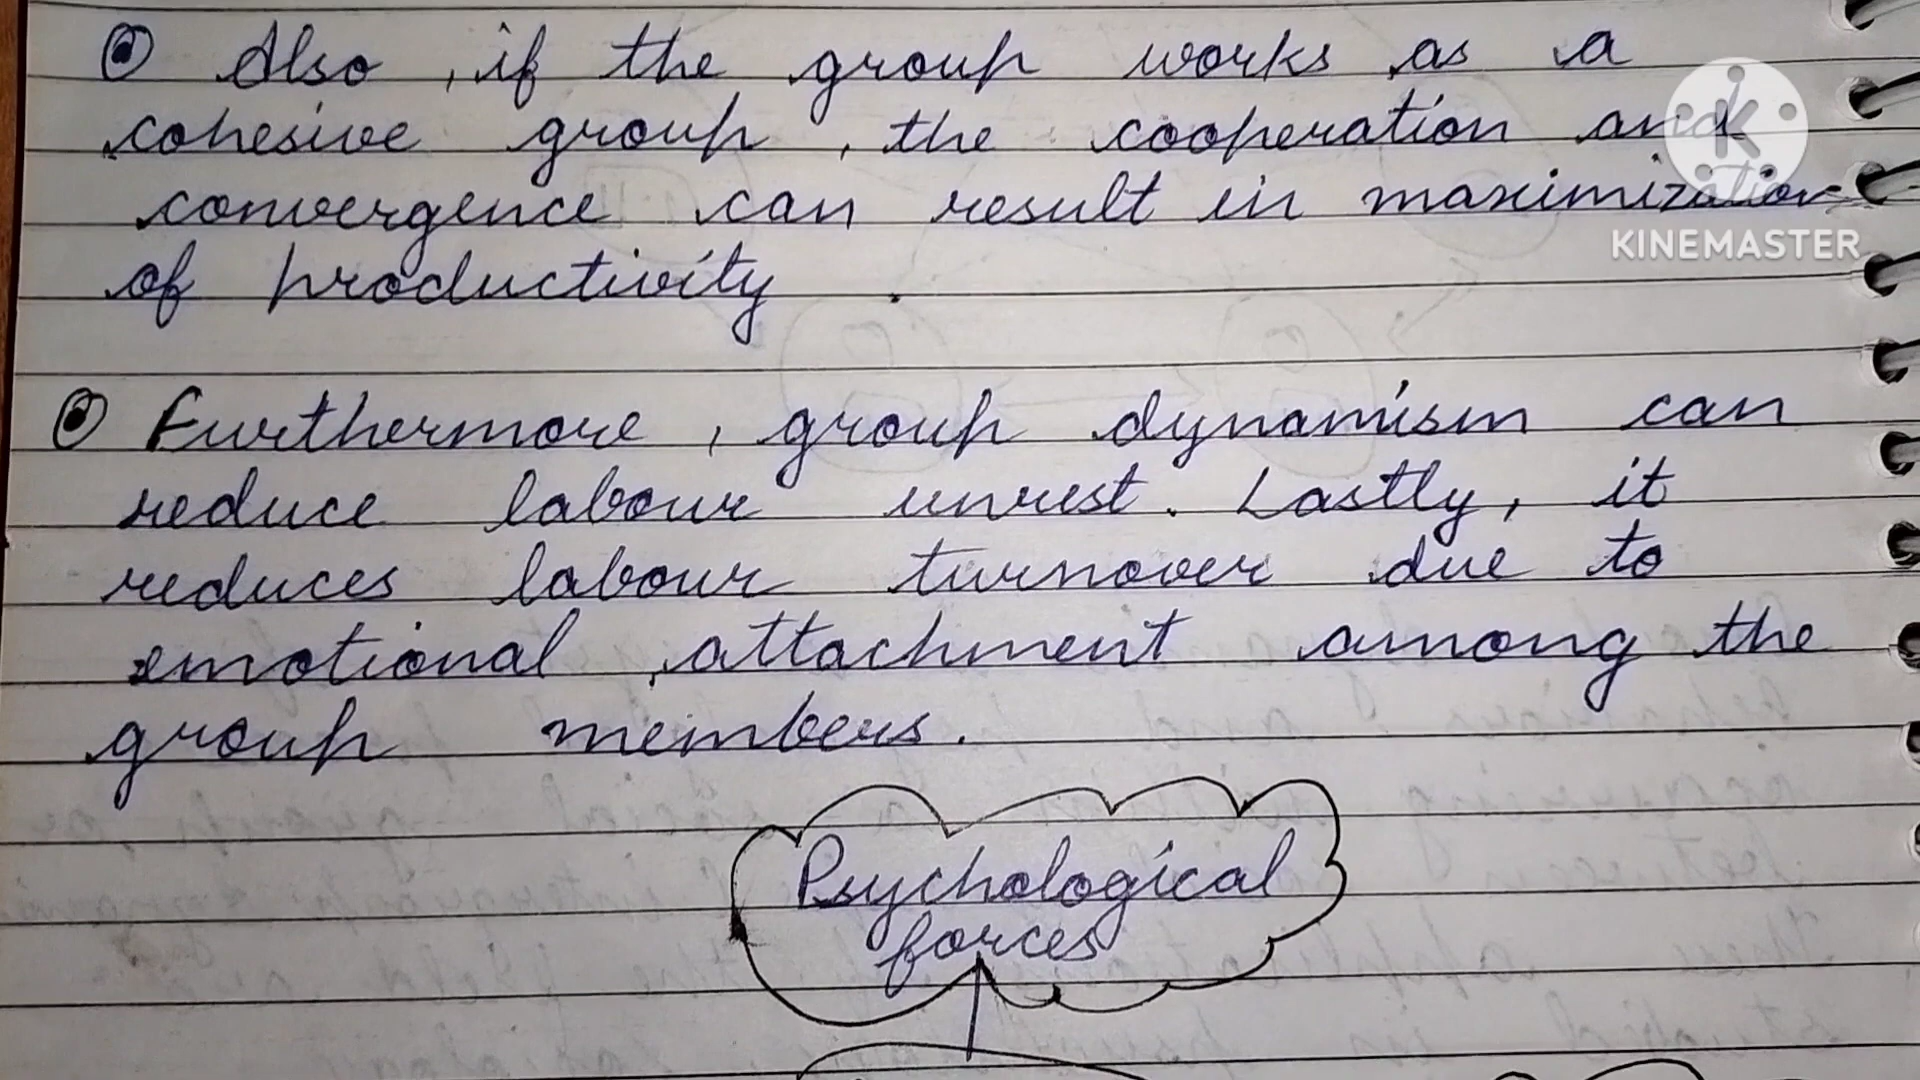 Also, if the group works as a
cohesive group, the cooperation and
convergence can result in maximization
of productivity.
KINEMASTER
Furthermore, group dynamism can
reduce labour unrest. Lastly, it
reduces labour turnover due to
emotional attachment among the
group members.
Psychological
forces